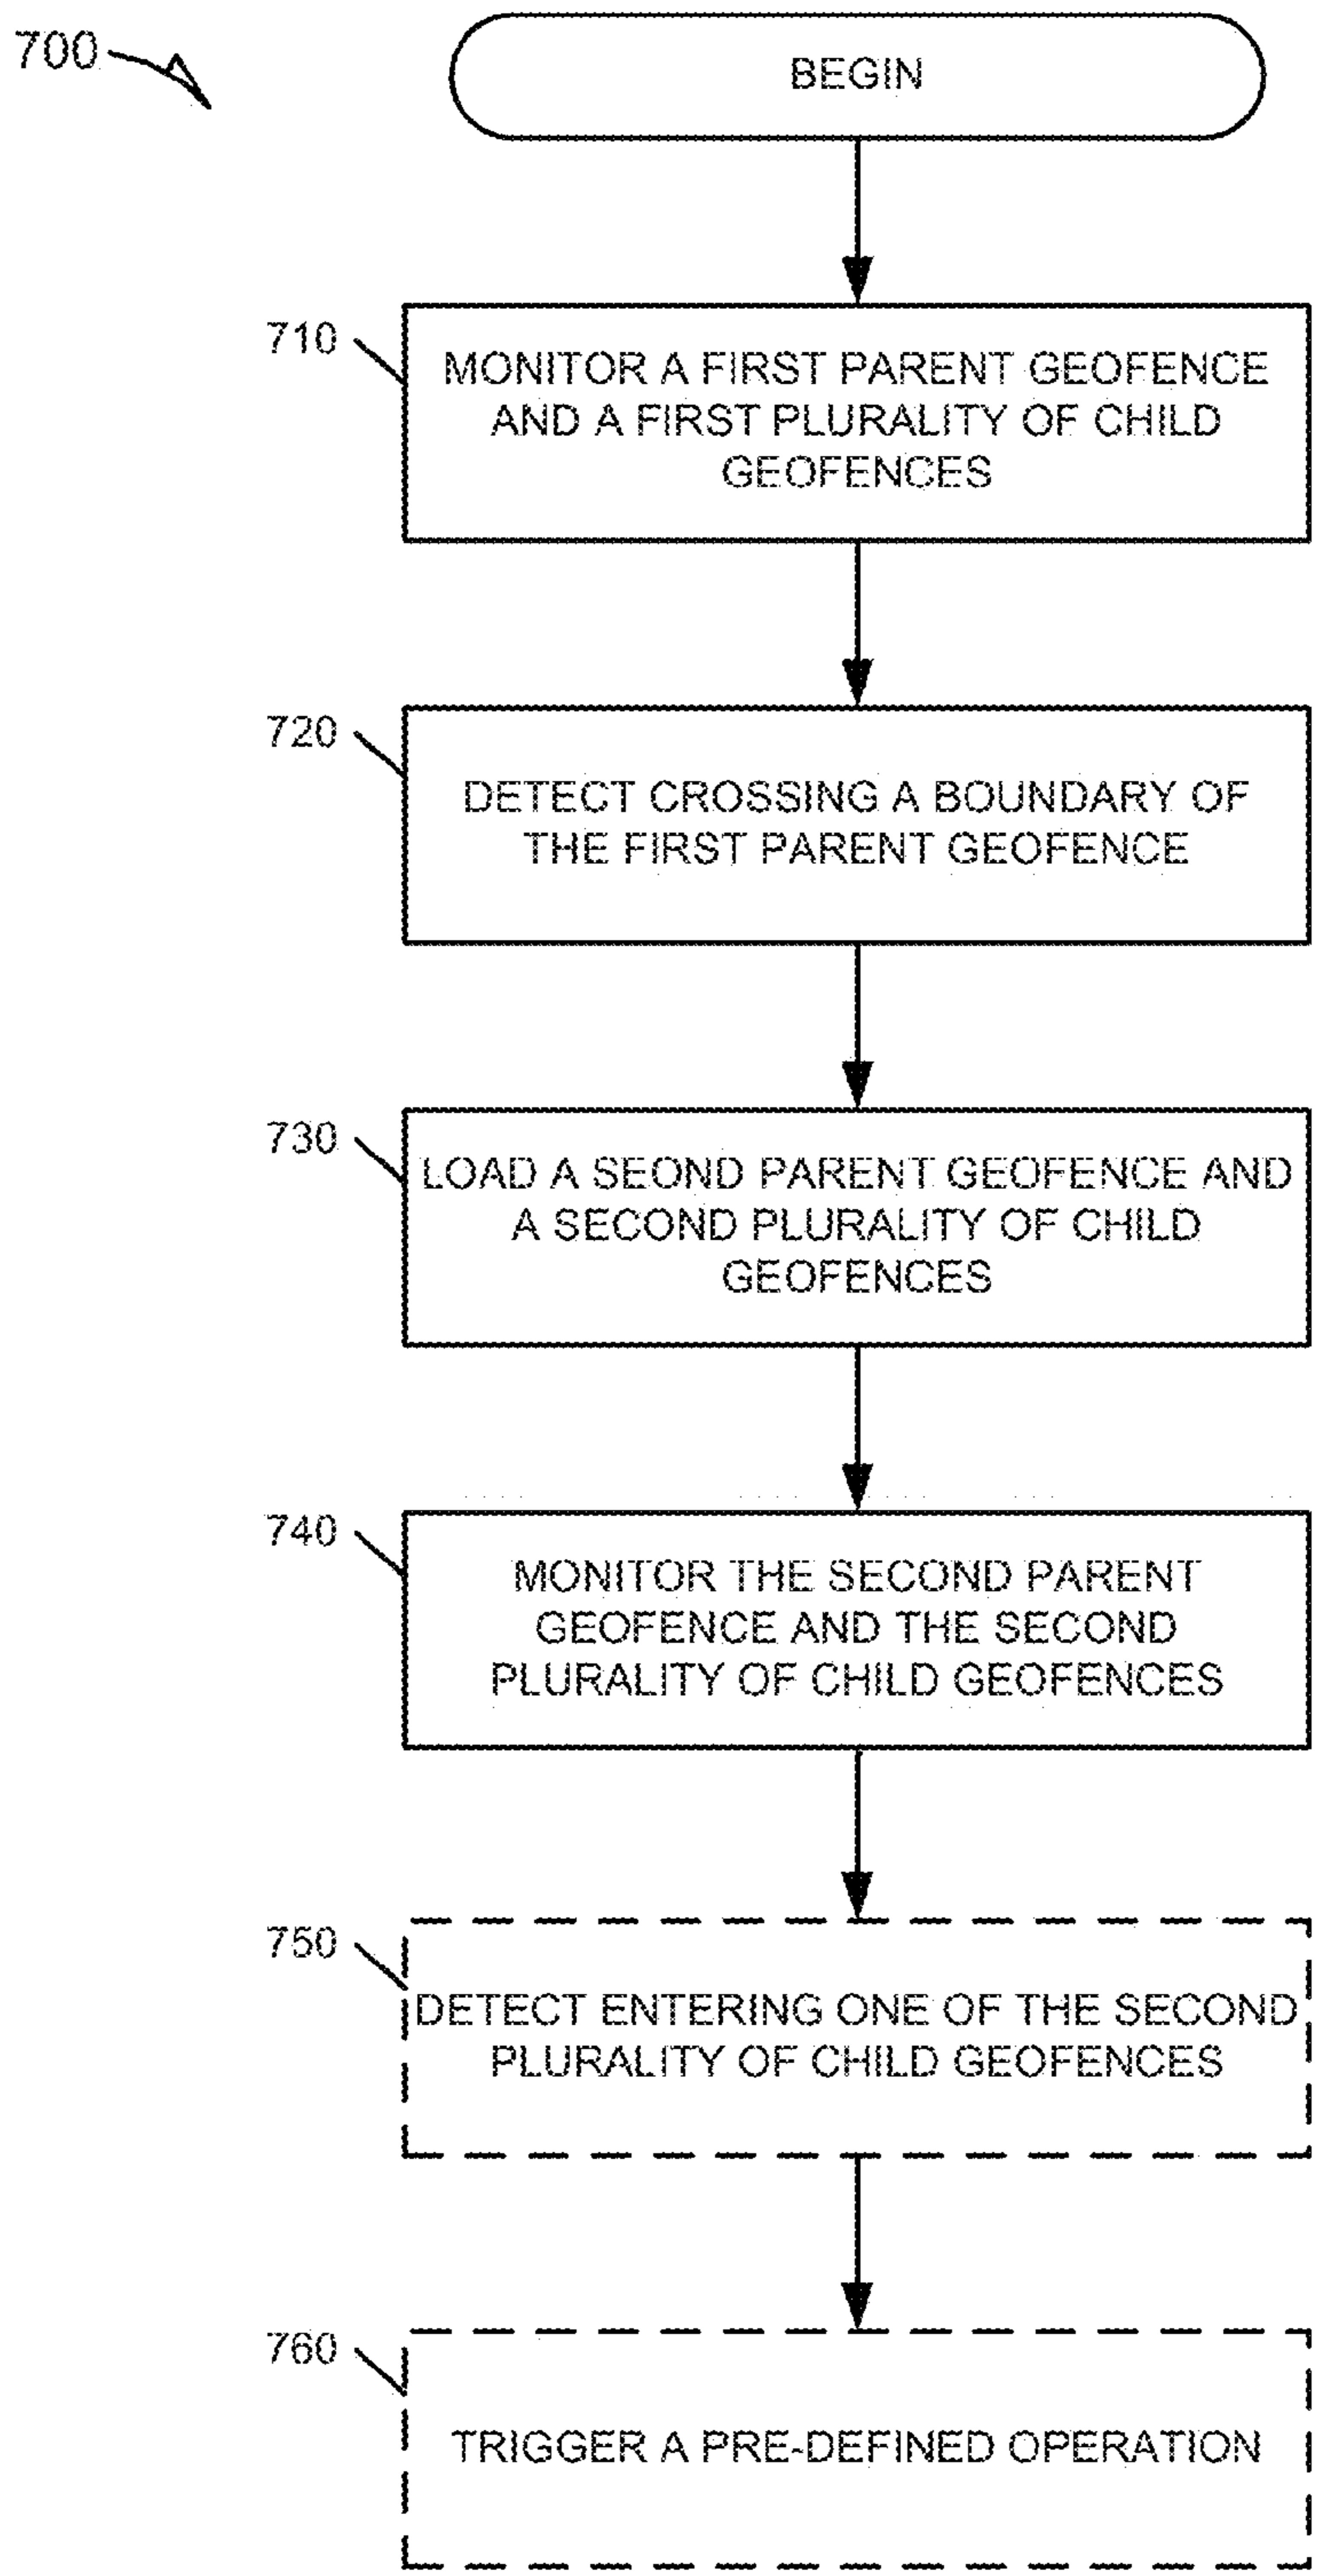 700
BEGIN
710
MONITOR A FIRST PARENT GEOFENCE
AND A FIRST PLURALITY OF CHILD
GEOFENCES
720
DETECT CROSSING A BOUNDARY OF
THE FIRST PARENT GEOFENCE
730
LOAD A SEOND PARENT GEOFENCE AND
A SECOND PLURALITY OF CHILD
GEOFENCES
740
MONITOR THE SECOND PARENT
GEOFENCE AND THE SECOND
PLURALITY OF CHILD GEOFENCES
750
DETECT ENTERING ONE OF THE SECOND
PLURALITY OF CHILD GEOFENCES
760
TRIGGER A PRE-DEFINED OPERATION